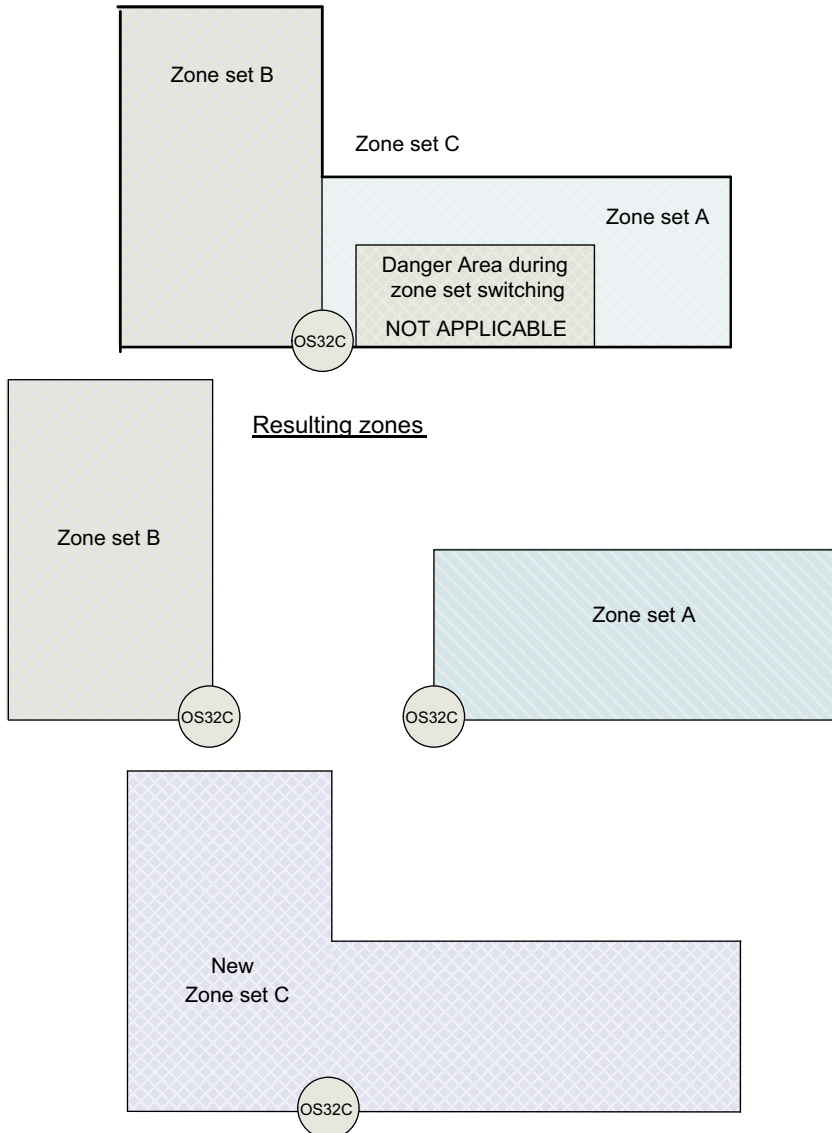 Zone set B
Zone set C
Zone set A
Danger Area during
zone set switching
NOT APPLICABLE
OS32C
Resulting zones
Zone set B
Zone set A
OS32C
OS32C
New
Zone set C
OS32C